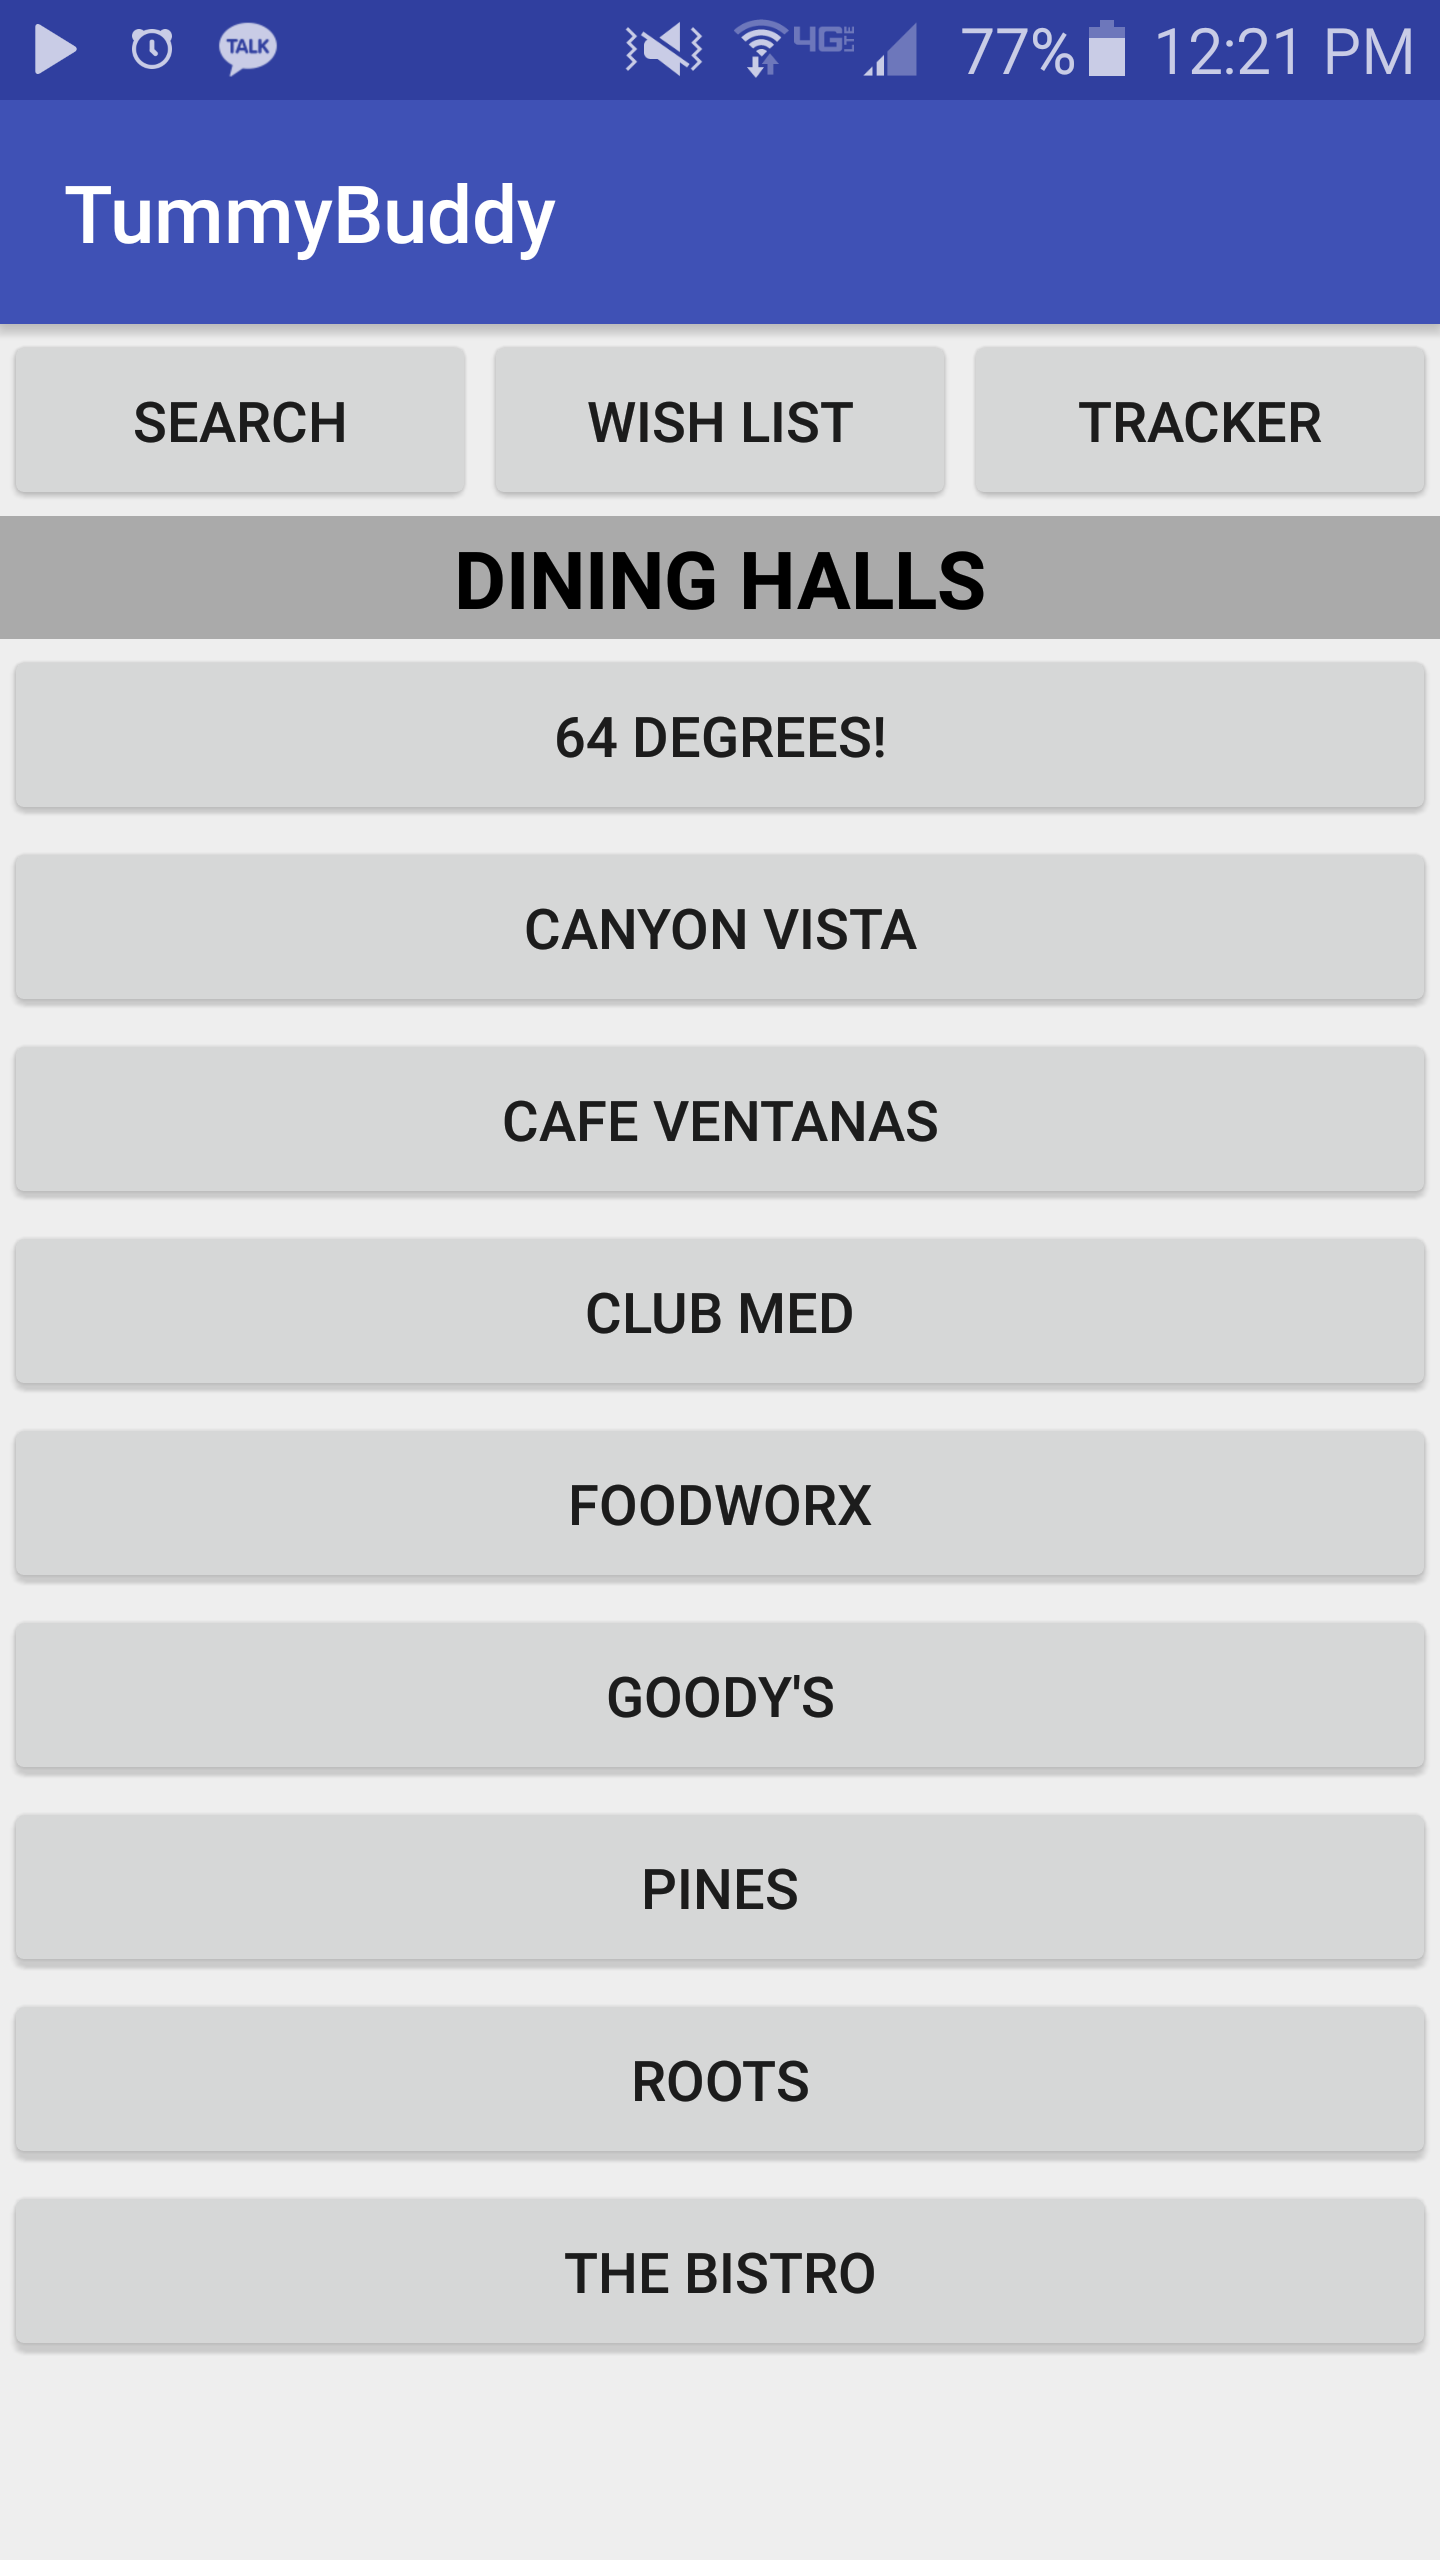 TALK 4G LTE 77% 12:21 PM
TummyBuddy
SEARCH WISH LIST TRACKER
DINING HALLS
64 DEGREES!
CANYON VISTA
CAFE VENTANAS
CLUB MED
FOODWORX
GOODY'S
PINES
ROOTS
THE BISTRO